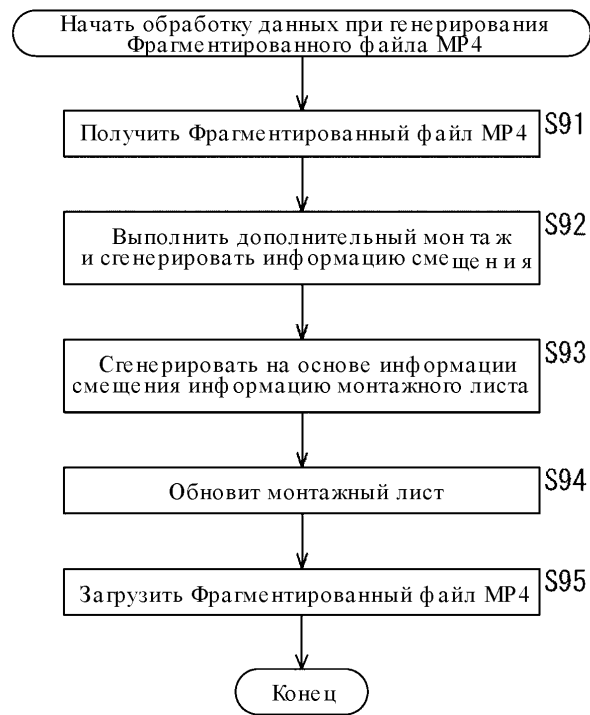 Начать обработку данных при генерирования
Фрагментированного файла MP4
Получить Фрагментированный файл MP4
S91
Выполнить дополнительный монтаж
и сгенерировать информацию смещения
S92
Сгенерировать на основе информации
смещения информацию монтажного листа
S93
Обновит монтажный лист
S94
Загрузить Фрагментированный файл MP4
S95
Конец